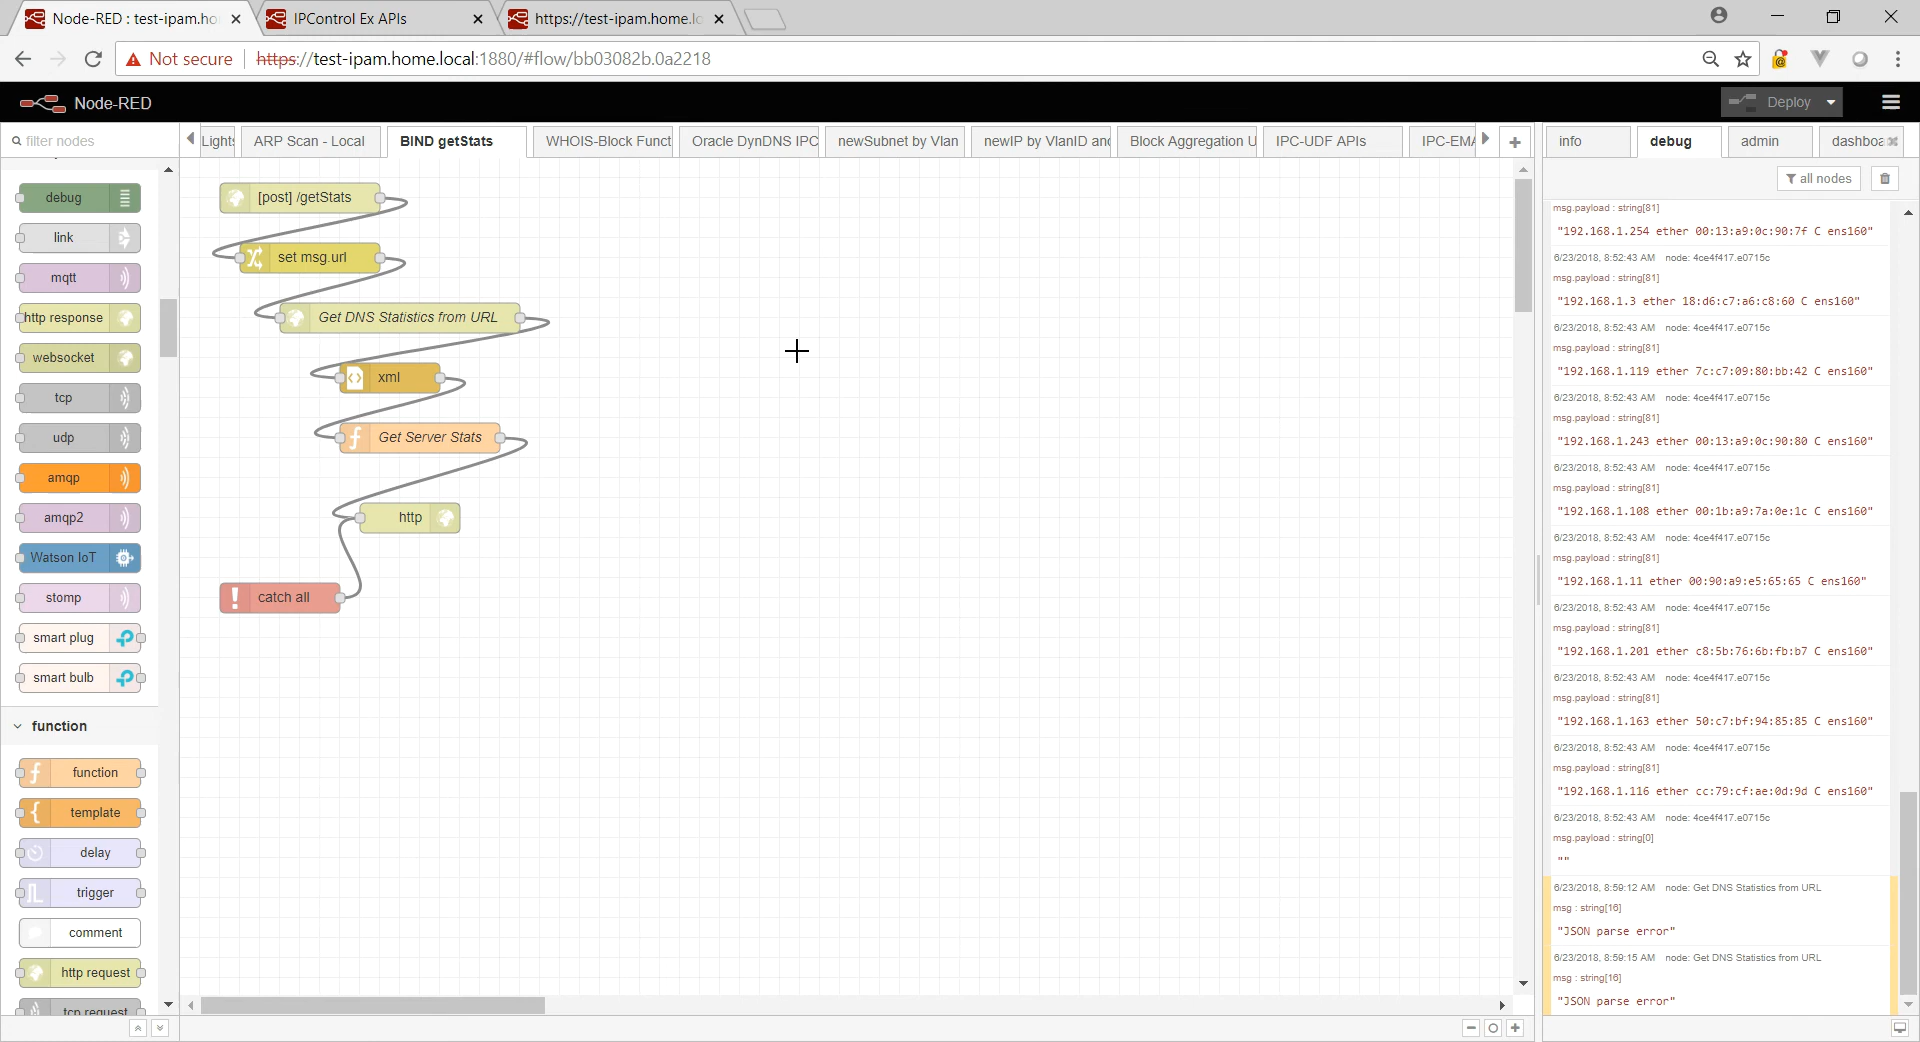 Node-RED : test-ipam.ho
IPControl Ex APIs
https://test-ipam.home.lo
Not secure
https://test-ipam.home.local:1880/#flow/bb03082b.0a2218
Node-RED
Deploy
filter nodes
Lights
ARP Scan - Local
BIND getStats
WHOIS-Block Funct
Oracle DynDNS IPC
newSubnet by Vlan
newIP by VlanID and
Block Aggregation U
IPC-UDF APIs
IPC-EMA
info
debug
admin
dashboa
all nodes
debug
link
mqtt
http response
websocket
tcp
udp
amqp
amqp2
Watson IoT
stomp
smart plug
smart bulb
function
function
template
delay
trigger
comment
http request
tcp request
[post] /getStats
set msg.url
Get DNS Statistics from URL
xml
Get Server Stats
http
catch all
msg.payload : string[81]
"192.168.1.254 ether 00:13:a9:0c:90:7f C ens160"
6/23/2018, 8:52:43 AM node: 4ce4f417.e0715c
msg.payload : string[81]
"192.168.1.3 ether 18:d6:c7:a6:c8:60 C ens160"
6/23/2018, 8:52:43 AM node: 4ce4f417.e0715c
msg.payload : string[81]
"192.168.1.119 ether 7c:c7:09:80:bb:42 C ens160"
6/23/2018, 8:52:43 AM node: 4ce4f417.e0715c
msg.payload : string[81]
"192.168.1.243 ether 00:13:a9:0c:90:80 C ens160"
6/23/2018, 8:52:43 AM node: 4ce4f417.e0715c
msg.payload : string[81]
"192.168.1.108 ether 00:1b:a9:7a:0e:1c C ens160"
6/23/2018, 8:52:43 AM node: 4ce4f417.e0715c
msg.payload : string[81]
"192.168.1.11 ether 00:90:a9:e5:65:65 C ens160"
6/23/2018, 8:52:43 AM node: 4ce4f417.e0715c
msg.payload : string[81]
"192.168.1.201 ether c8:5b:76:6b:fb:b7 C ens160"
6/23/2018, 8:52:43 AM node: 4ce4f417.e0715c
msg.payload : string[81]
"192.168.1.163 ether 50:c7:bf:94:85:85 C ens160"
6/23/2018, 8:52:43 AM node: 4ce4f417.e0715c
msg.payload : string[81]
"192.168.1.116 ether cc:79:cf:ae:0d:9d C ens160"
6/23/2018, 8:52:43 AM node: 4ce4f417.e0715c
msg.payload : string[0]
""
6/23/2018, 8:59:12 AM node: Get DNS Statistics from URL
msg : string[16]
"JSON parse error"
6/23/2018, 8:59:15 AM node: Get DNS Statistics from URL
msg : string[16]
"JSON parse error"